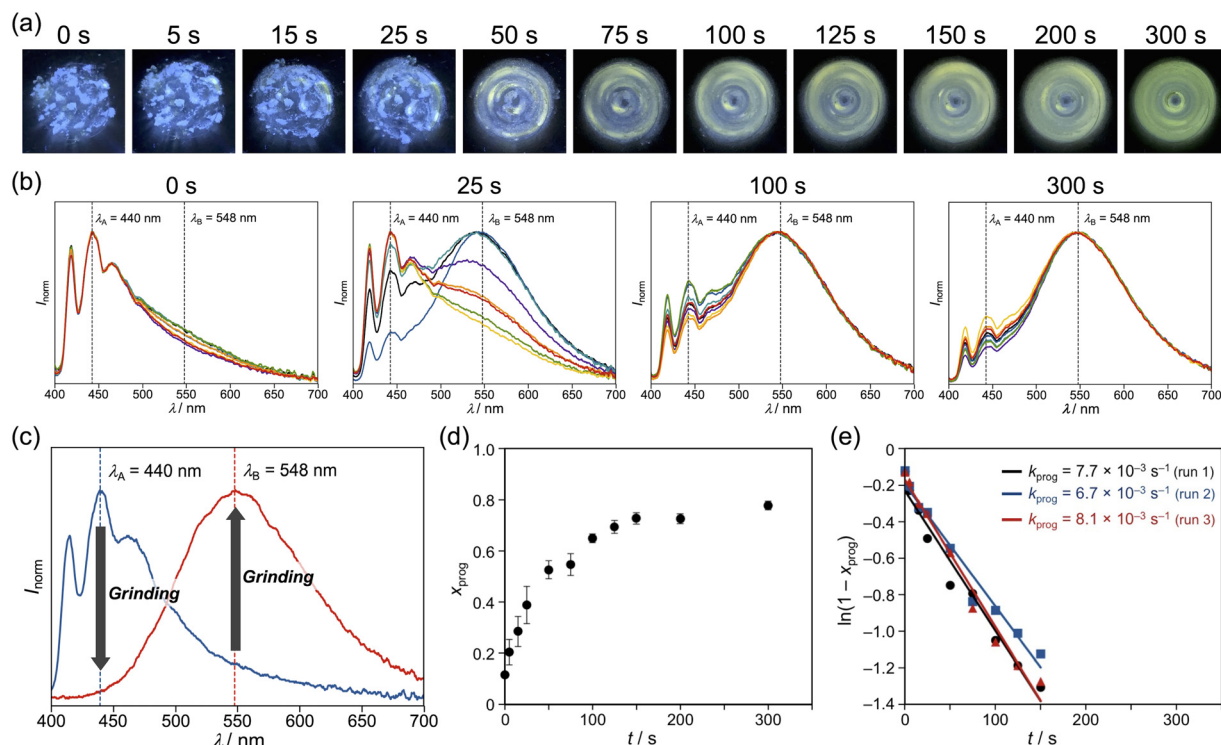 (a)
0 s 5 s 15 s 25 s 50 s 75 s 100 s 125 s 150 s 200 s 300 s
(b)
0 s 25 s 100 s 300 s
λA = 440 nm λB = 548 nm λA = 440 nm λB = 548 nm λA = 440 nm λB = 548 nm λA = 440 nm λB = 548 nm
Inorm Inorm Inorm Inorm
400 450 500 550 600 650 700 400 450 500 550 600 650 700 400 450 500 550 600 650 700 400 450 500 550 600 650 700
λ / nm λ / nm λ / nm λ / nm
(c)
λA = 440 nm λB = 548 nm
Grinding Grinding
Inorm
400 450 500 550 600 650 700
λ / nm
(d)
1.0
0.8
0.6
0.4
0.2
0
xprog
0 100 200 300
t / s
(e)
0
−0.2
−0.4
−0.6
−0.8
−1.0
−1.2
−1.4
ln(1 − xprog)
kprog = 7.7 × 10⁻³ s⁻¹ (run 1)
kprog = 6.7 × 10⁻³ s⁻¹ (run 2)
kprog = 8.1 × 10⁻³ s⁻¹ (run 3)
0 100 200 300
t / s